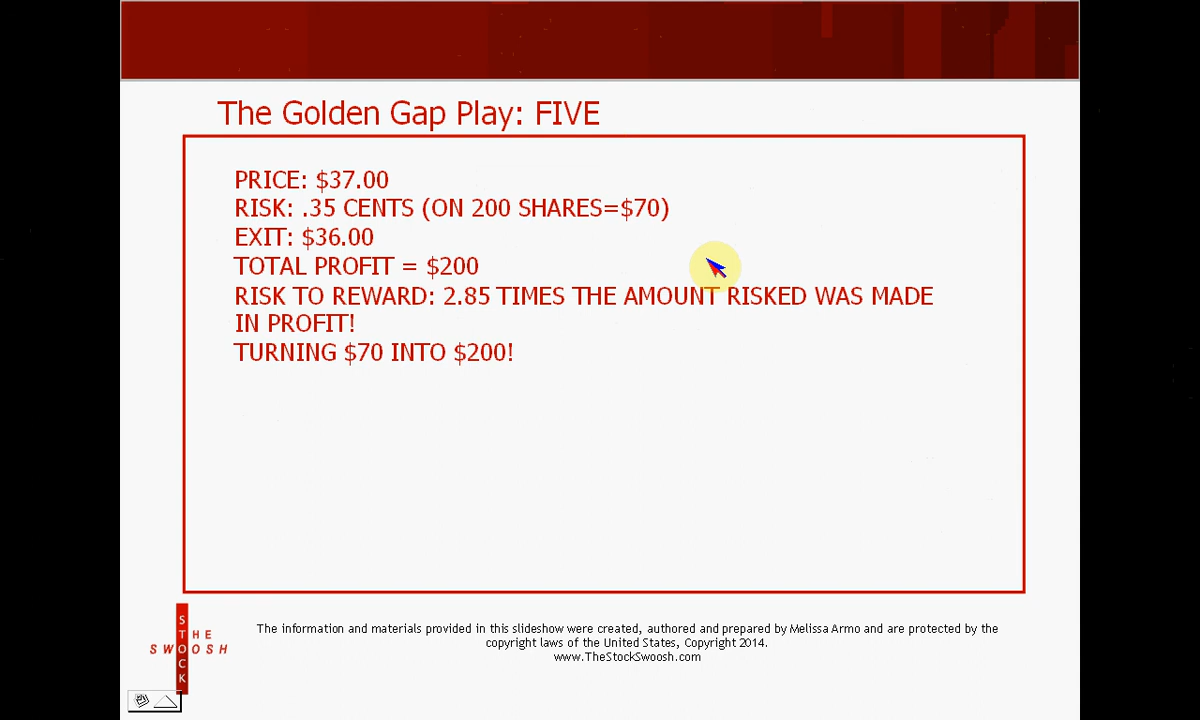 The Golden Gap Play: FIVE
PRICE: $37.00
RISK: .35 CENTS (ON 200 SHARES=$70)
EXIT: $36.00
TOTAL PROFIT = $200
RISK TO REWARD: 2.85 TIMES THE AMOUNT RISKED WAS MADE
IN PROFIT!
TURNING $70 INTO $200!
THE
STOCK
SWOOSH
The information and materials provided in this slideshow were created, authored and prepared by Melissa Armo and are protected by the
copyright laws of the United States, Copyright 2014.
www.TheStockSwoosh.com